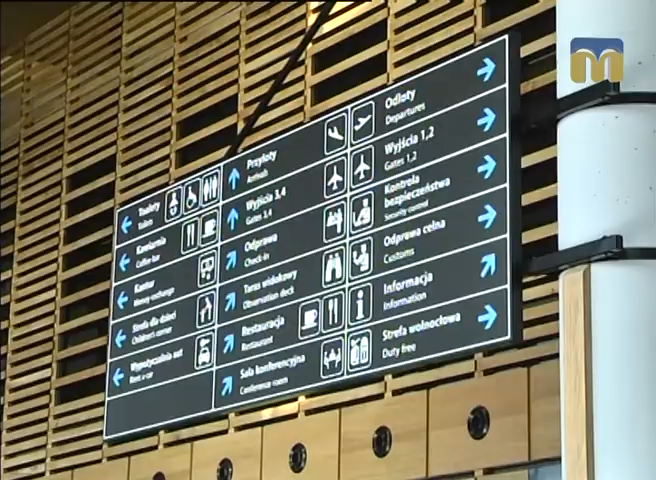 Toalety
Toilets
Kawiarnia
Coffee bar
Kantor
Money exchange
Strefa dla dzieci
Children's corner
Wypożyczalnia aut
Rent a car
Przyloty
Arrivals
Wyjścia 3,4
Gates 3,4
Odprawa
Check-in
Taras widokowy
Observation deck
Restauracja
Restaurant
Sala konferencyjna
Conference room
Odloty
Departures
Wyjścia 1,2
Gates 1,2
Kontrola
bezpieczeństwa
Security control
Odprawa celna
Customs
Informacja
Information
Strefa wolnocłowa
Duty free
m